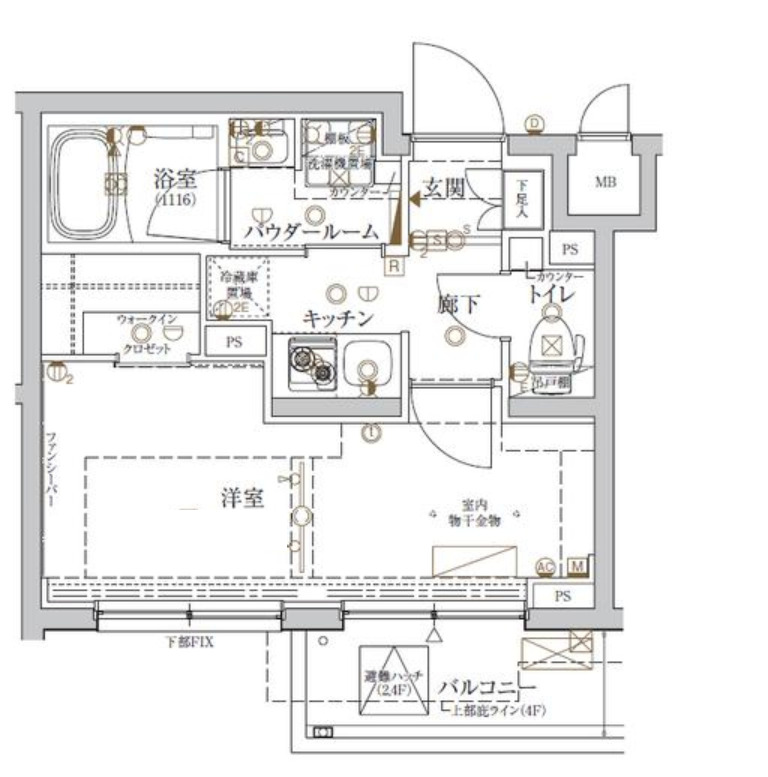 D
棚板
2E
洗濯機置場
浴室
(1116)
C
カウンター
玄関
下足入
MB
パウダールーム
2
S
S
R
PS
カウンター
冷蔵庫
置場
2E
キッチン
廊下
トイレ
ウォークイン
クロゼット
PS
2
E
吊戸棚
t
ファンシーバー
洋室
室内
物干金物
AC
M
PS
下部FIX
避難ハッチ
(2,4F)
バルコニー
上部庇ライン(4F)